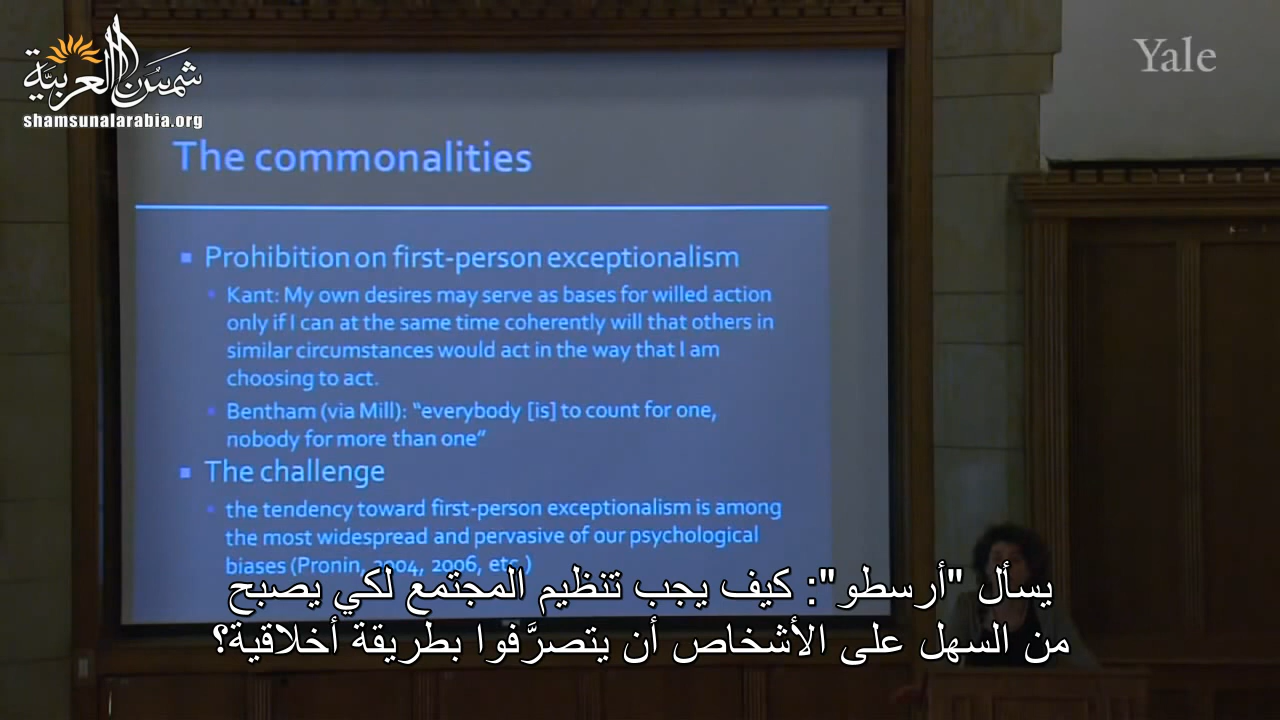 شمس العربية
shamsunalarabia.org
Yale
The commonalities
Prohibition on first-person exceptionalism
Kant: My own desires may serve as bases for willed action
only if I can at the same time coherently will that others in
similar circumstances would act in the way that I am
choosing to act.
Bentham (via Mill): "everybody [is] to count for one,
nobody for more than one"
The challenge
the tendency toward first-person exceptionalism is among
the most widespread and pervasive of our psychological
biases (Pronin, 2004, 2006, etc.)
يسأل "أرسطو": كيف يجب تنظيم المجتمع لكي يصبح
من السهل على الأشخاص أن يتصرَّفوا بطريقة أخلاقية؟